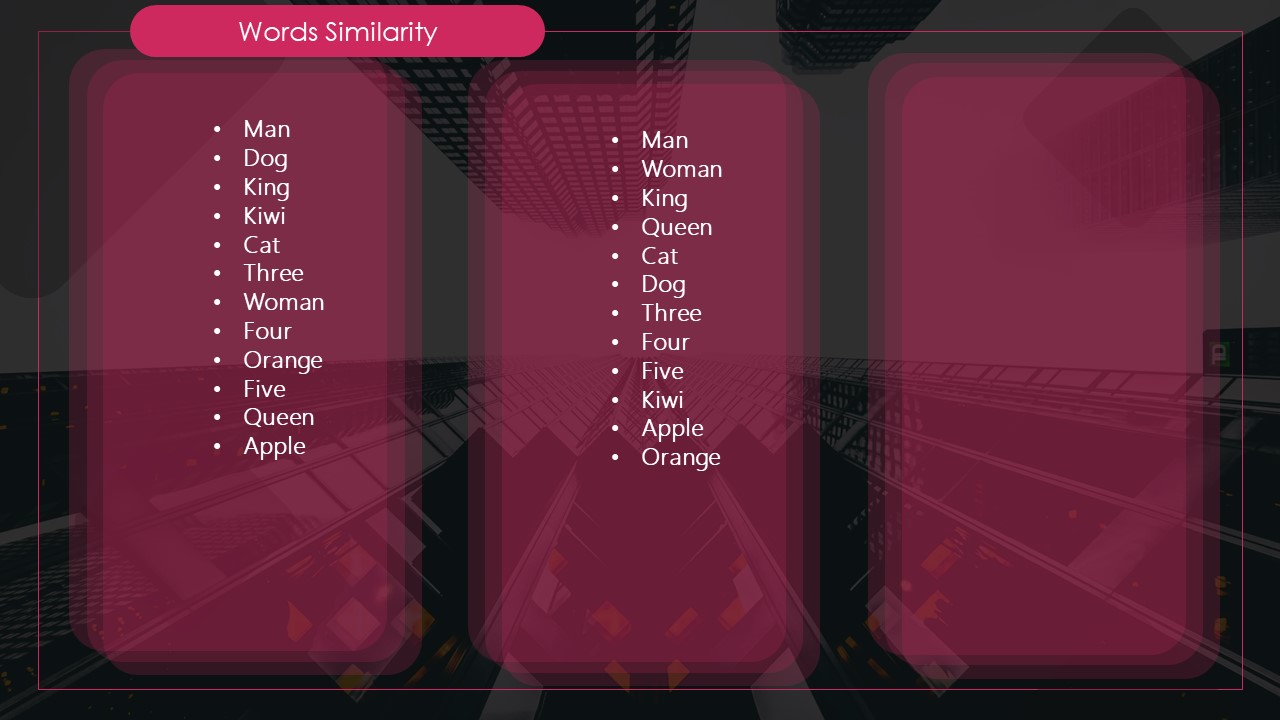 Words Similarity
• Man
• Dog
• King
• Kiwi
• Cat
• Three
• Woman
• Four
• Orange
• Five
• Queen
• Apple
• Man
• Woman
• King
• Queen
• Cat
• Dog
• Three
• Four
• Five
• Kiwi
• Apple
• Orange